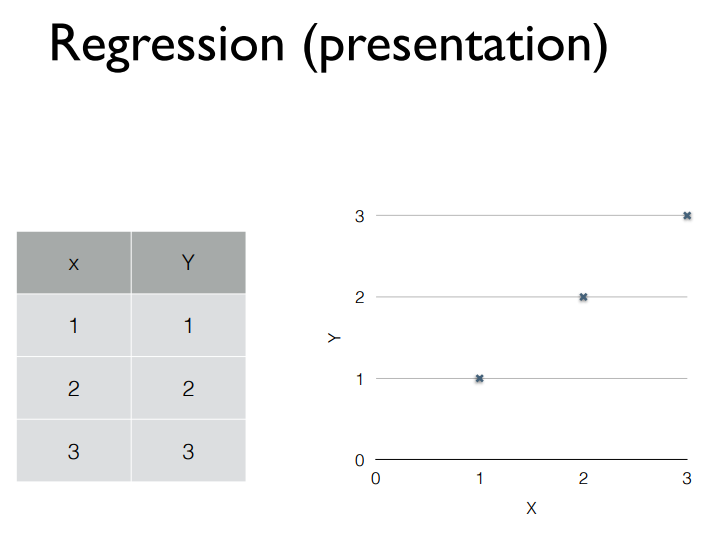 Regression (presentation)
x Y
1 1
2 2
3 3
3
2
Y
1
0
0 1 2 3
X